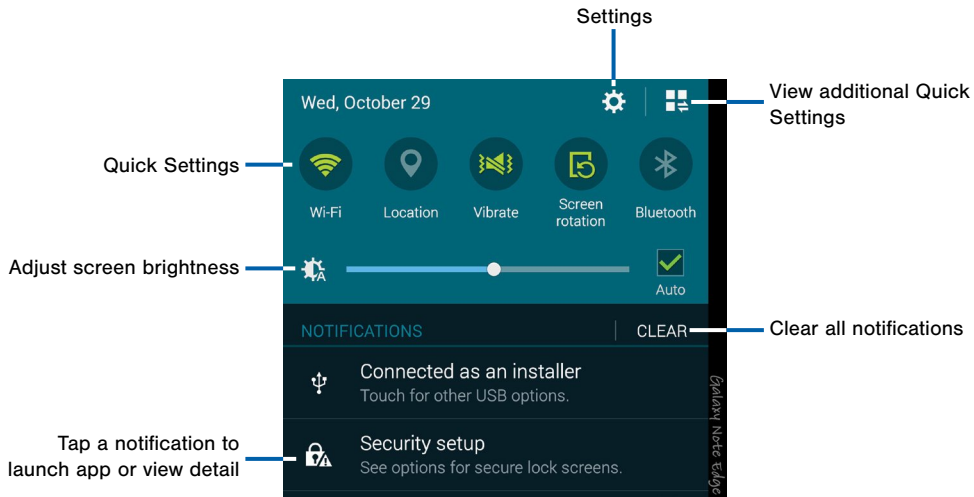 Settings
Wed, October 29
View additional Quick
Settings
Quick Settings
Wi-Fi
Location
Vibrate
Screen
rotation
Bluetooth
Adjust screen brightness
A
Auto
NOTIFICATIONS
CLEAR
Clear all notifications
Connected as an installer
Touch for other USB options.
Tap a notification to
launch app or view detail
Security setup
See options for secure lock screens.
Galaxy Note Edge